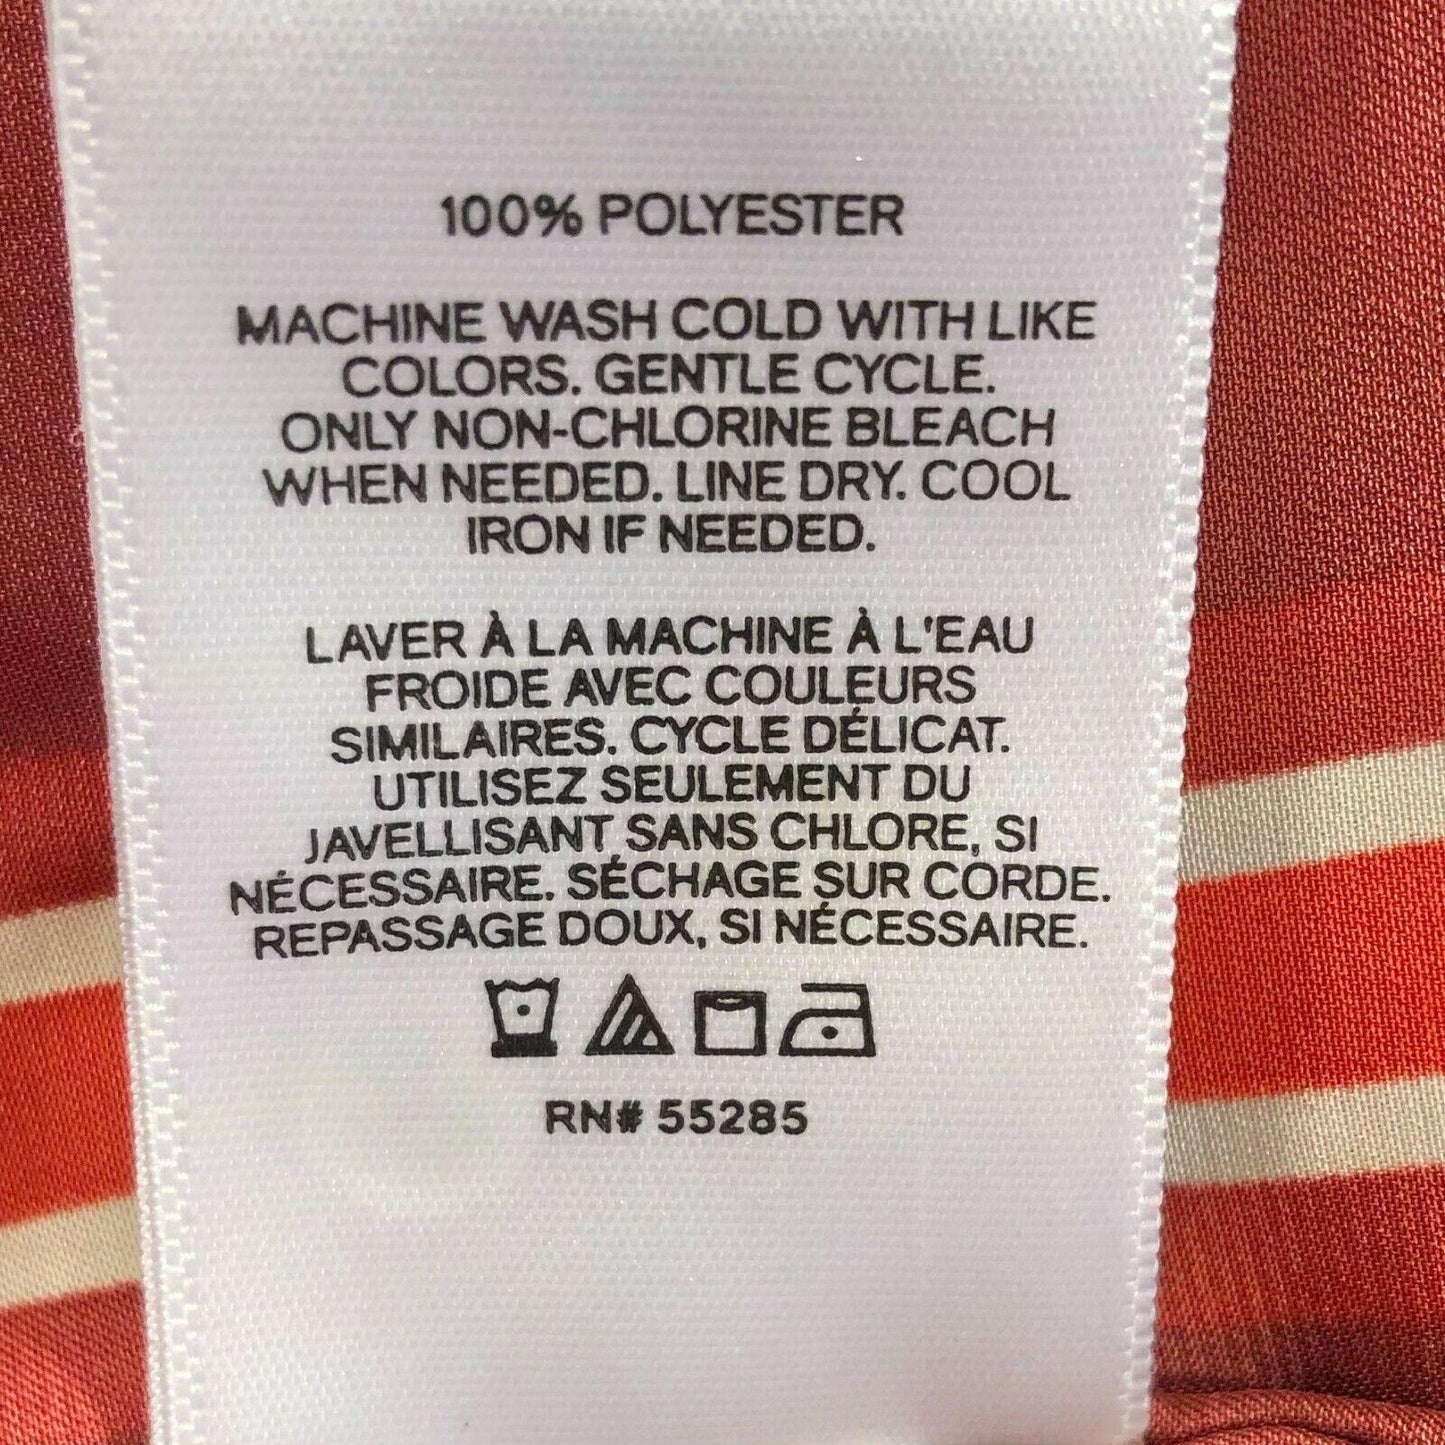 100% POLYESTER
MACHINE WASH COLD WITH LIKE
COLORS. GENTLE CYCLE.
ONLY NON-CHLORINE BLEACH
WHEN NEEDED. LINE DRY. COOL
IRON IF NEEDED.
LAVER À LA MACHINE À L'EAU
FROIDE AVEC COULEURS
SIMILAIRES. CYCLE DÉLICAT.
UTILISEZ SEULEMENT DU
JAVELLISANT SANS CHLORE, SI
NÉCESSAIRE. SÉCHAGE SUR CORDE.
REPASSAGE DOUX, SI NÉCESSAIRE.
RN# 55285